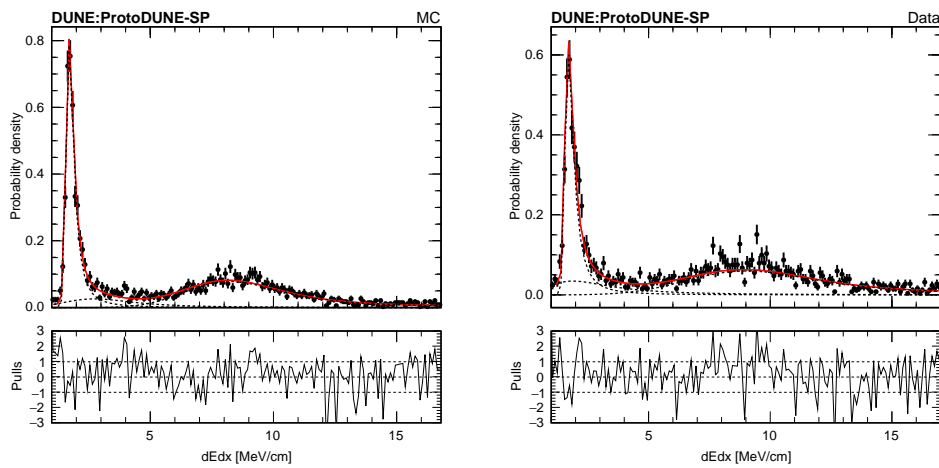 DUNE:ProtoDUNE-SP MC
Probability density
0.8
0.6
0.4
0.2
0.0
Pulls
3
2
1
0
−1
−2
−3
5 10 15
dEdx [MeV/cm]
DUNE:ProtoDUNE-SP Data
Probability density
0.6
0.4
0.2
0.0
Pulls
3
2
1
0
−1
−2
−3
5 10 15
dEdx [MeV/cm]